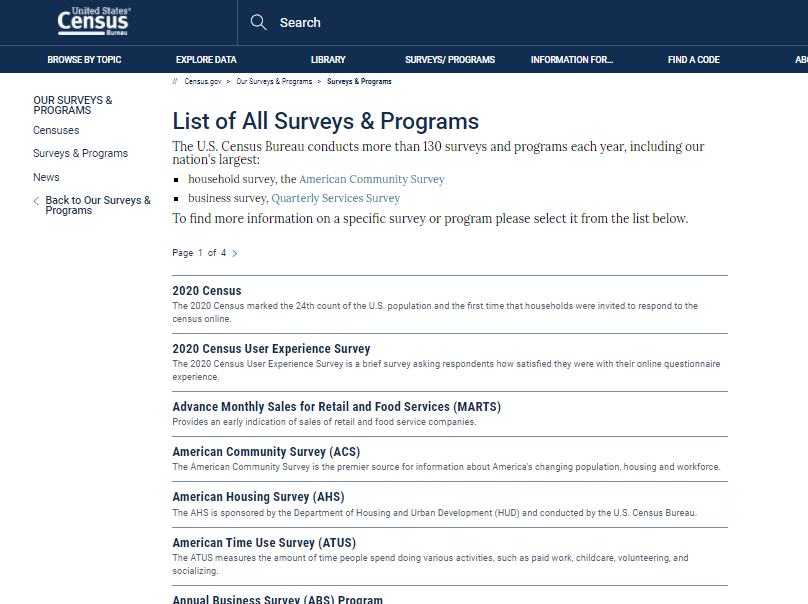 United States®
Census
Bureau
Search
BROWSE BY TOPIC
EXPLORE DATA
LIBRARY
SURVEYS/ PROGRAMS
INFORMATION FOR...
FIND A CODE
AB
// Census.gov > Our Surveys & Programs > Surveys & Programs
OUR SURVEYS &
PROGRAMS
Censuses
Surveys & Programs
News
Back to Our Surveys &
Programs
List of All Surveys & Programs
The U.S. Census Bureau conducts more than 130 surveys and programs each year, including our
nation's largest:
household survey, the American Community Survey
business survey, Quarterly Services Survey
To find more information on a specific survey or program please select it from the list below.
Page 1 of 4 >
2020 Census
The 2020 Census marked the 24th count of the U.S. population and the first time that households were invited to respond to the
census online.
2020 Census User Experience Survey
The 2020 Census User Experience Survey is a brief survey asking respondents how satisfied they were with their online questionnaire
experience.
Advance Monthly Sales for Retail and Food Services (MARTS)
Provides an early indication of sales of retail and food service companies.
American Community Survey (ACS)
The American Community Survey is the premier source for information about America's changing population, housing and workforce.
American Housing Survey (AHS)
The AHS is sponsored by the Department of Housing and Urban Development (HUD) and conducted by the U.S. Census Bureau.
American Time Use Survey (ATUS)
The ATUS measures the amount of time people spend doing various activities, such as paid work, childcare, volunteering, and
socializing.
Annual Business Survey (ABS) Program